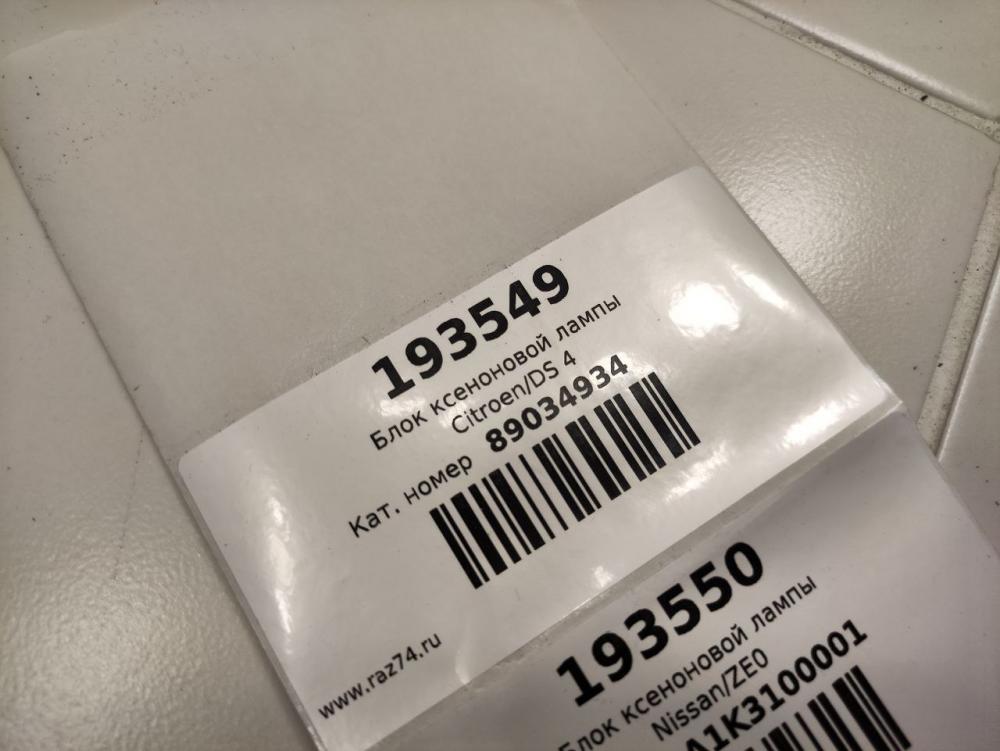 193549
Блок ксеноновой лампы
Citroen/DS 4
Кат. номер 89034934
www.raz74.ru
193550
Блок ксеноновой лампы
Nissan/ZE0
A1K3100001